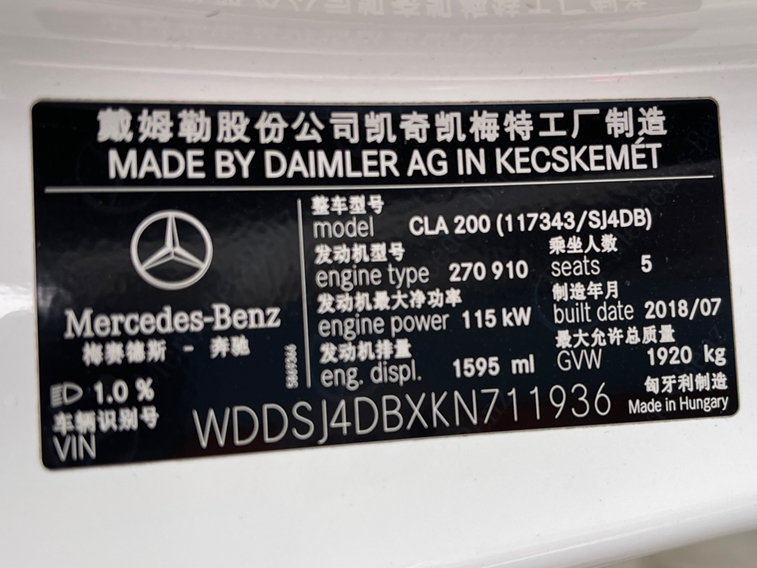 戴姆勒股份公司凯奇凯梅特工厂制造
MADE BY DAIMLER AG IN KECSKEMÉT
整车型号
model CLA 200 (117343/SJ4DB)
发动机型号 乘坐人数
engine type 270 910 seats 5
发动机最大净功率 制造年月
engine power 115 kW built date 2018/07
发动机排量 最大允许总质量
eng. displ. 1595 ml GVW 1920 kg
Mercedes-Benz
梅赛德斯 - 奔驰
5869366
1.0 %
车辆识别号
VIN WDDSJ4DBXKN711936
匈牙利制造
Made in Hungary